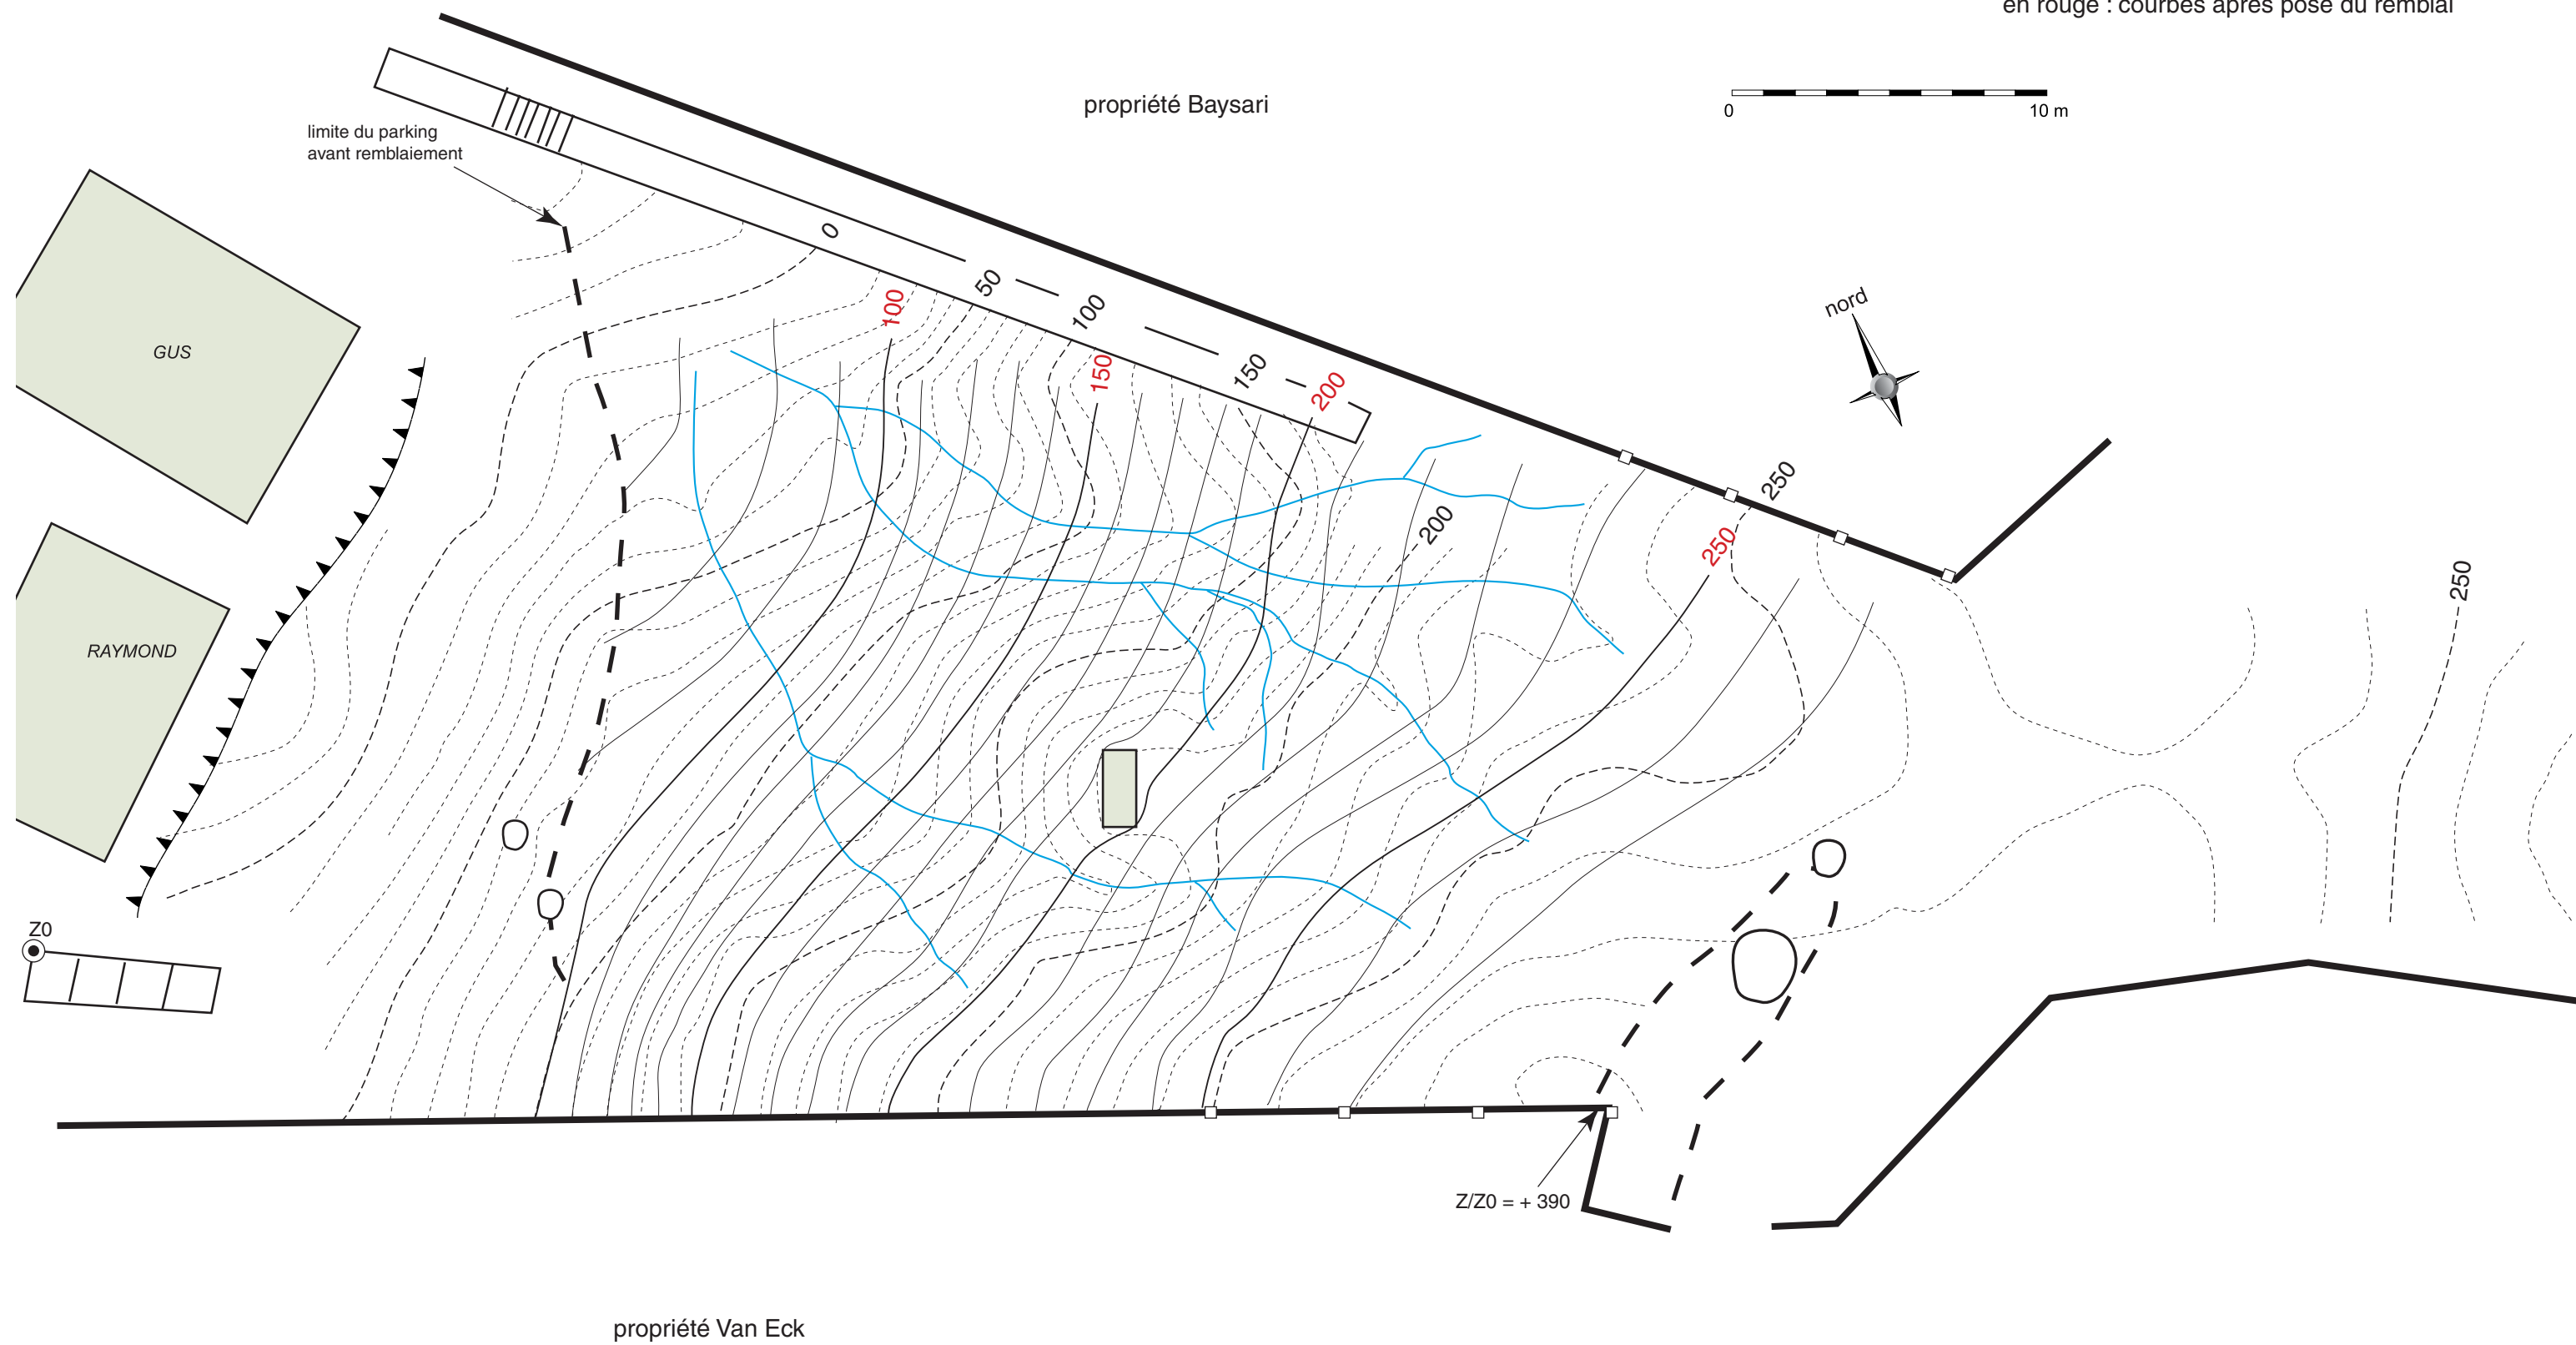 en rouge : courbes après pose du remblai
propriété Baysari
0
10 m
limite du parking
avant remblaiement
0
50
100
100
150
150
200
200
250
250
250
nord
GUS
RAYMOND
Z0
Z/Z0 = + 390
propriété Van Eck